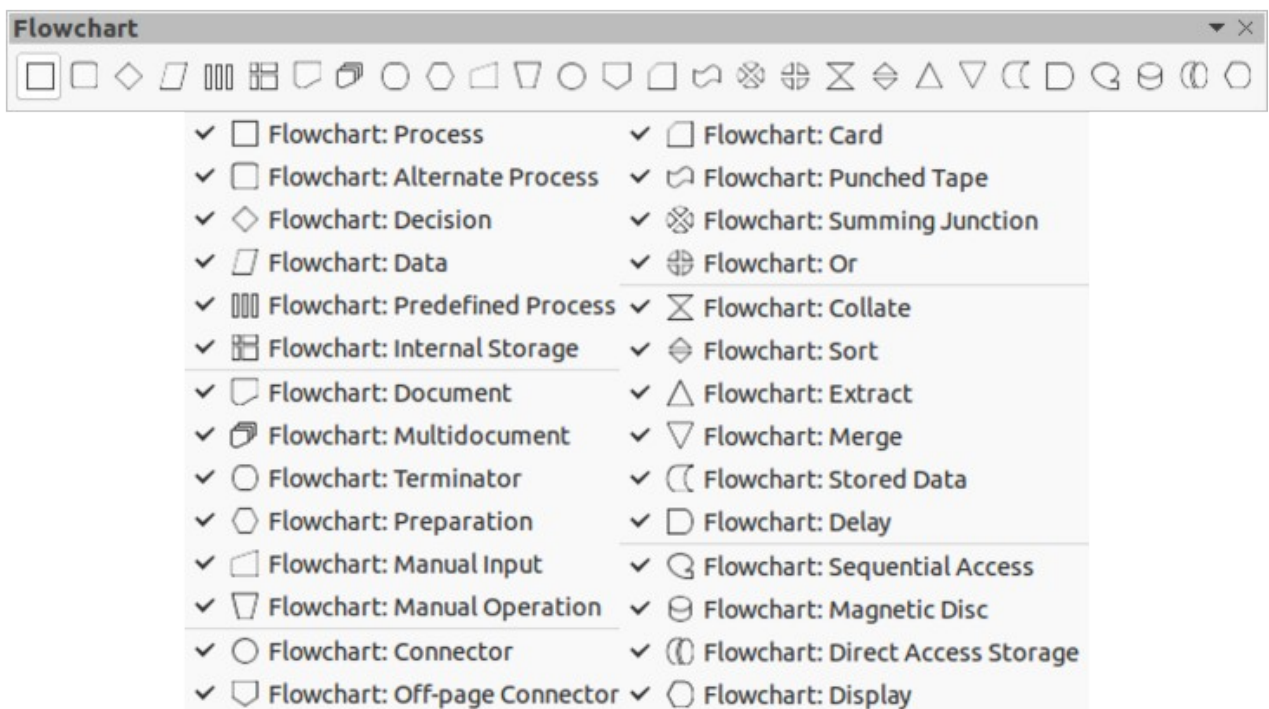 Flowchart
Flowchart: Process
Flowchart: Alternate Process
Flowchart: Decision
Flowchart: Data
Flowchart: Predefined Process
Flowchart: Internal Storage
Flowchart: Document
Flowchart: Multidocument
Flowchart: Terminator
Flowchart: Preparation
Flowchart: Manual Input
Flowchart: Manual Operation
Flowchart: Connector
Flowchart: Off-page Connector
Flowchart: Card
Flowchart: Punched Tape
Flowchart: Summing Junction
Flowchart: Or
Flowchart: Collate
Flowchart: Sort
Flowchart: Extract
Flowchart: Merge
Flowchart: Stored Data
Flowchart: Delay
Flowchart: Sequential Access
Flowchart: Magnetic Disc
Flowchart: Direct Access Storage
Flowchart: Display